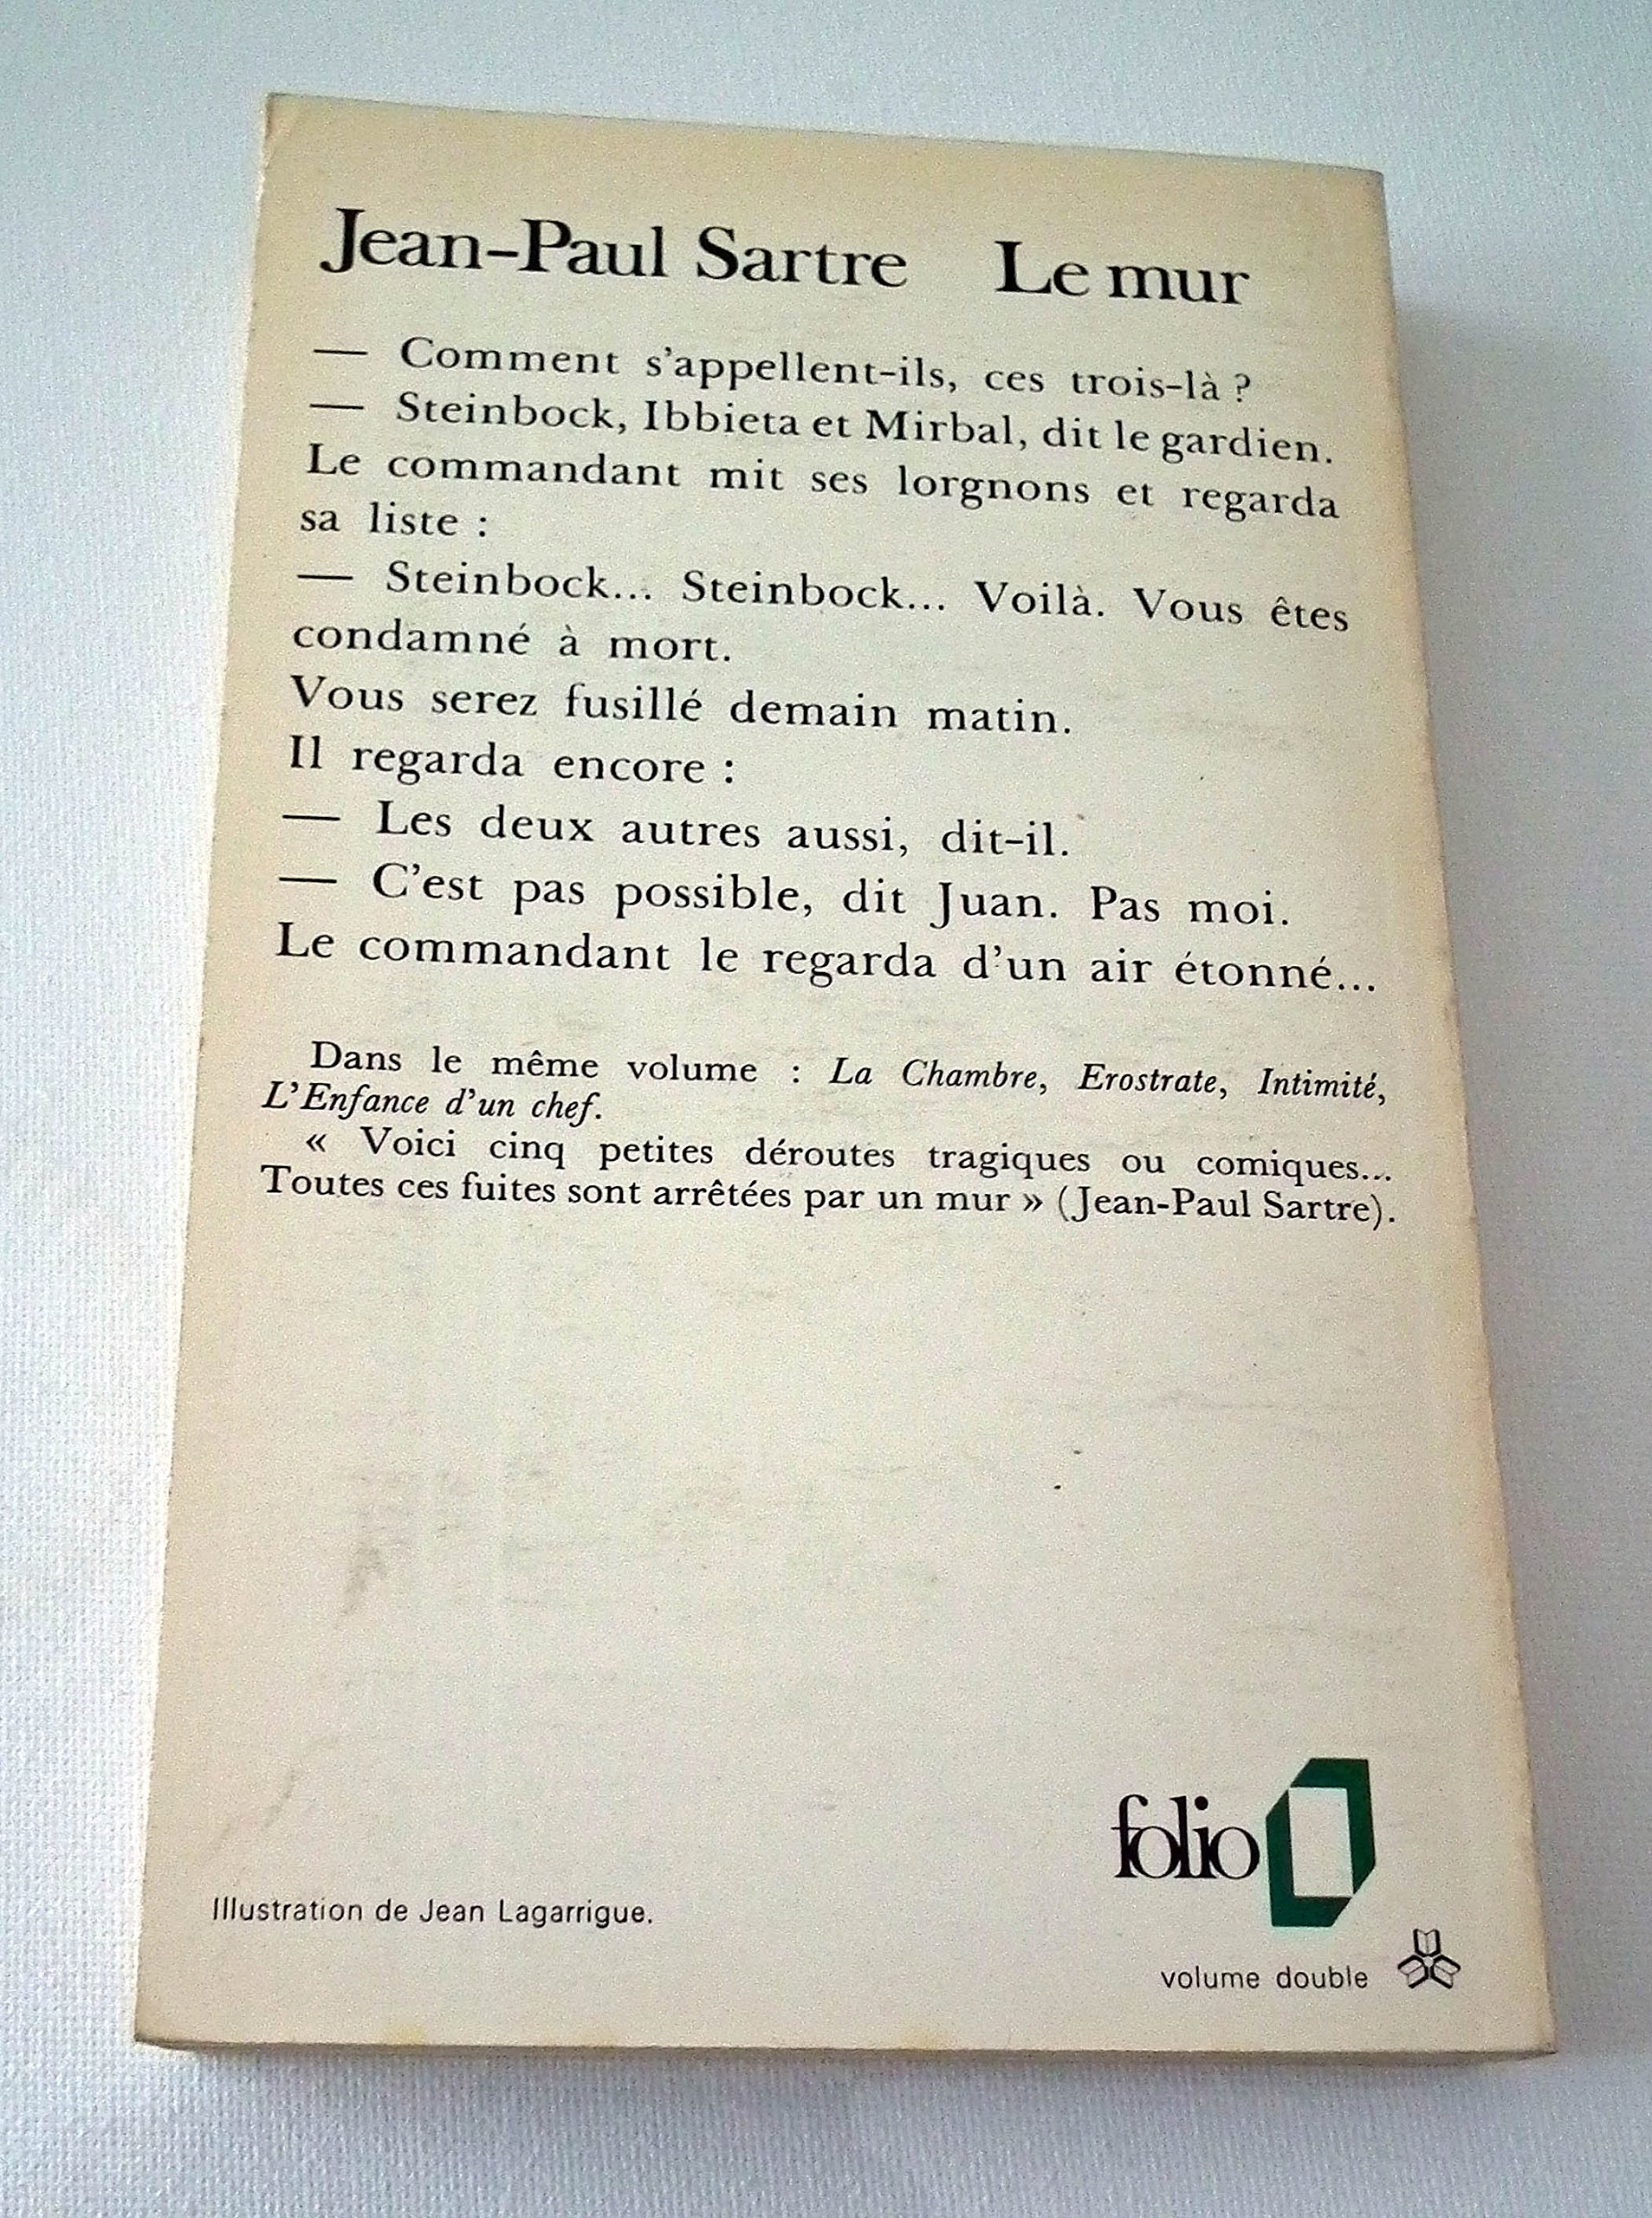 Jean-Paul Sartre Le mur
— Comment s'appellent-ils, ces trois-là ?
— Steinbock, Ibbieta et Mirbal, dit le gardien.
Le commandant mit ses lorgnons et regarda
sa liste :
— Steinbock... Steinbock... Voilà. Vous êtes
condamné à mort.
Vous serez fusillé demain matin.
Il regarda encore :
— Les deux autres aussi, dit-il.
— C'est pas possible, dit Juan. Pas moi.
Le commandant le regarda d'un air étonné...
Dans le même volume : La Chambre, Erostrate, Intimité,
L'Enfance d'un chef.
« Voici cinq petites déroutes tragiques ou comiques...
Toutes ces fuites sont arrêtées par un mur » (Jean-Paul Sartre).
folio
Illustration de Jean Lagarrigue.
volume double